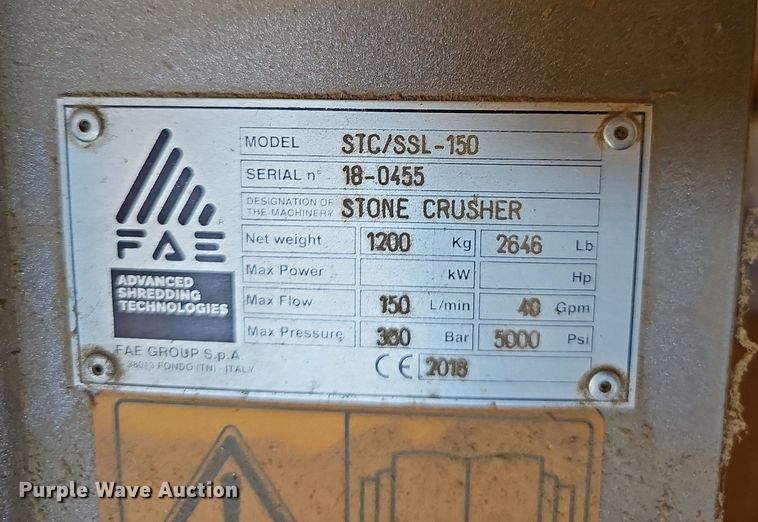 MODEL STC/SSL-150
SERIAL n° 18-0455
DESIGNATION OF THE MACHINERY STONE CRUSHER
Net weight 1200 Kg 2646 Lb
Max Power kW Hp
Max Flow 150 L/min 40 Gpm
Max Pressure 350 Bar 5000 Psi
CE 2018
FAE
ADVANCED
SHREDDING
TECHNOLOGIES
FAE GROUP S.p.A
38013 FONDO (TN) - ITALY
Purple Wave Auction